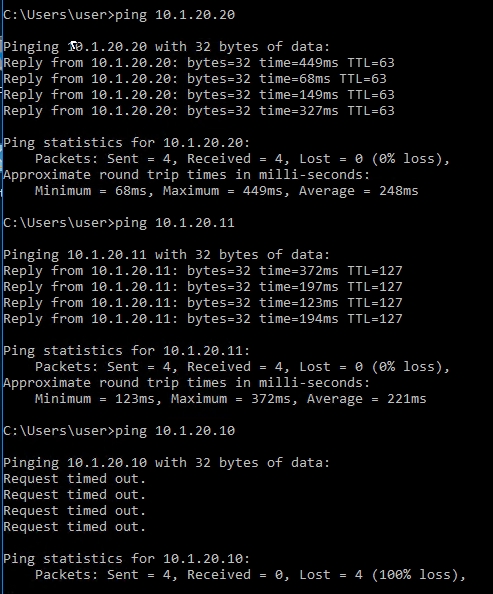 C:\Users\user>ping 10.1.20.20
Pinging 10.1.20.20 with 32 bytes of data:
Reply from 10.1.20.20: bytes=32 time=449ms TTL=63
Reply from 10.1.20.20: bytes=32 time=68ms TTL=63
Reply from 10.1.20.20: bytes=32 time=149ms TTL=63
Reply from 10.1.20.20: bytes=32 time=327ms TTL=63
Ping statistics for 10.1.20.20:
Packets: Sent = 4, Received = 4, Lost = 0 (0% loss),
Approximate round trip times in milli-seconds:
Minimum = 68ms, Maximum = 449ms, Average = 248ms
C:\Users\user>ping 10.1.20.11
Pinging 10.1.20.11 with 32 bytes of data:
Reply from 10.1.20.11: bytes=32 time=372ms TTL=127
Reply from 10.1.20.11: bytes=32 time=197ms TTL=127
Reply from 10.1.20.11: bytes=32 time=123ms TTL=127
Reply from 10.1.20.11: bytes=32 time=194ms TTL=127
Ping statistics for 10.1.20.11:
Packets: Sent = 4, Received = 4, Lost = 0 (0% loss),
Approximate round trip times in milli-seconds:
Minimum = 123ms, Maximum = 372ms, Average = 221ms
C:\Users\user>ping 10.1.20.10
Pinging 10.1.20.10 with 32 bytes of data:
Request timed out.
Request timed out.
Request timed out.
Request timed out.
Ping statistics for 10.1.20.10:
Packets: Sent = 4, Received = 0, Lost = 4 (100% loss),